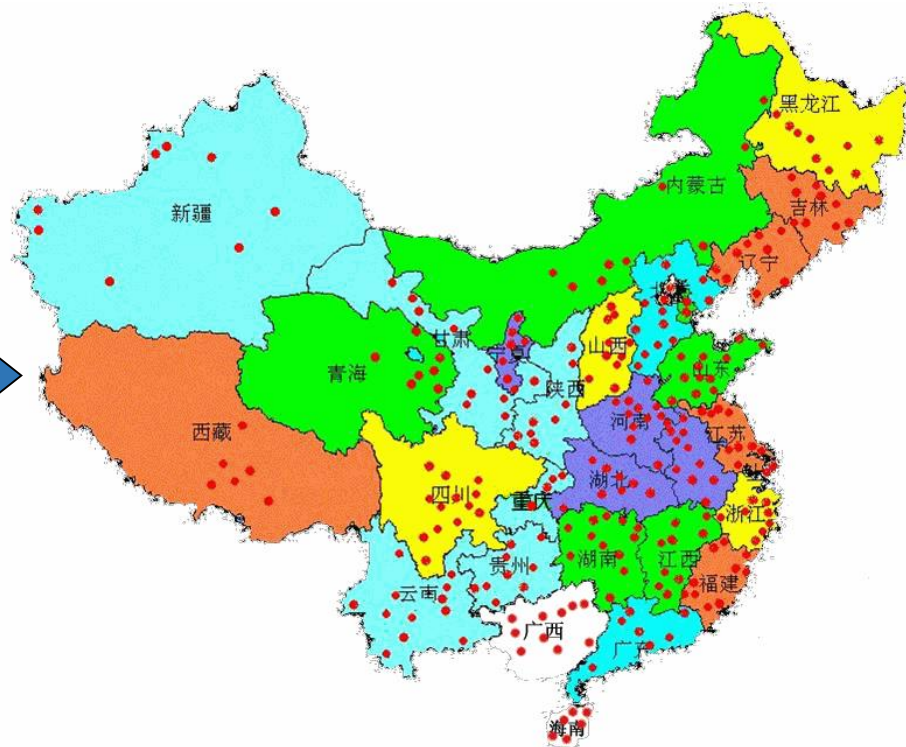 黑龙江
内蒙古
吉林
新疆
辽宁
甘肃
宁夏
山西
山东
青海
陕西
河南
西藏
江苏
四川
湖北
重庆
浙江
湖南
江西
贵州
福建
云南
广西
广东
海南